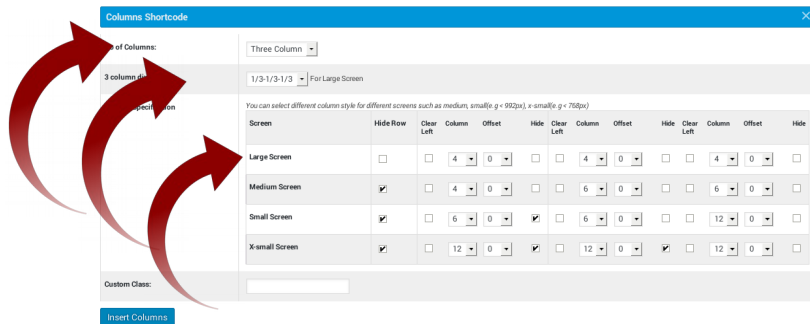 Columns Shortcode
of Columns:
Three Column
3 column di
1/3-1/3-1/3 For Large Screen
You can select different column style for different screens such as medium, small(e.g < 992px), x-small(e.g < 768px)
Screen Hide Row Clear Left Column Offset Hide Clear Left Column Offset Hide Clear Left Column Offset Hide
Large Screen 4 0 4 0 4 0
Medium Screen 4 0 6 0 6 0
Small Screen 6 0 6 0 12 0
X-small Screen 12 0 12 0 12 0
Custom Class:
Insert Columns